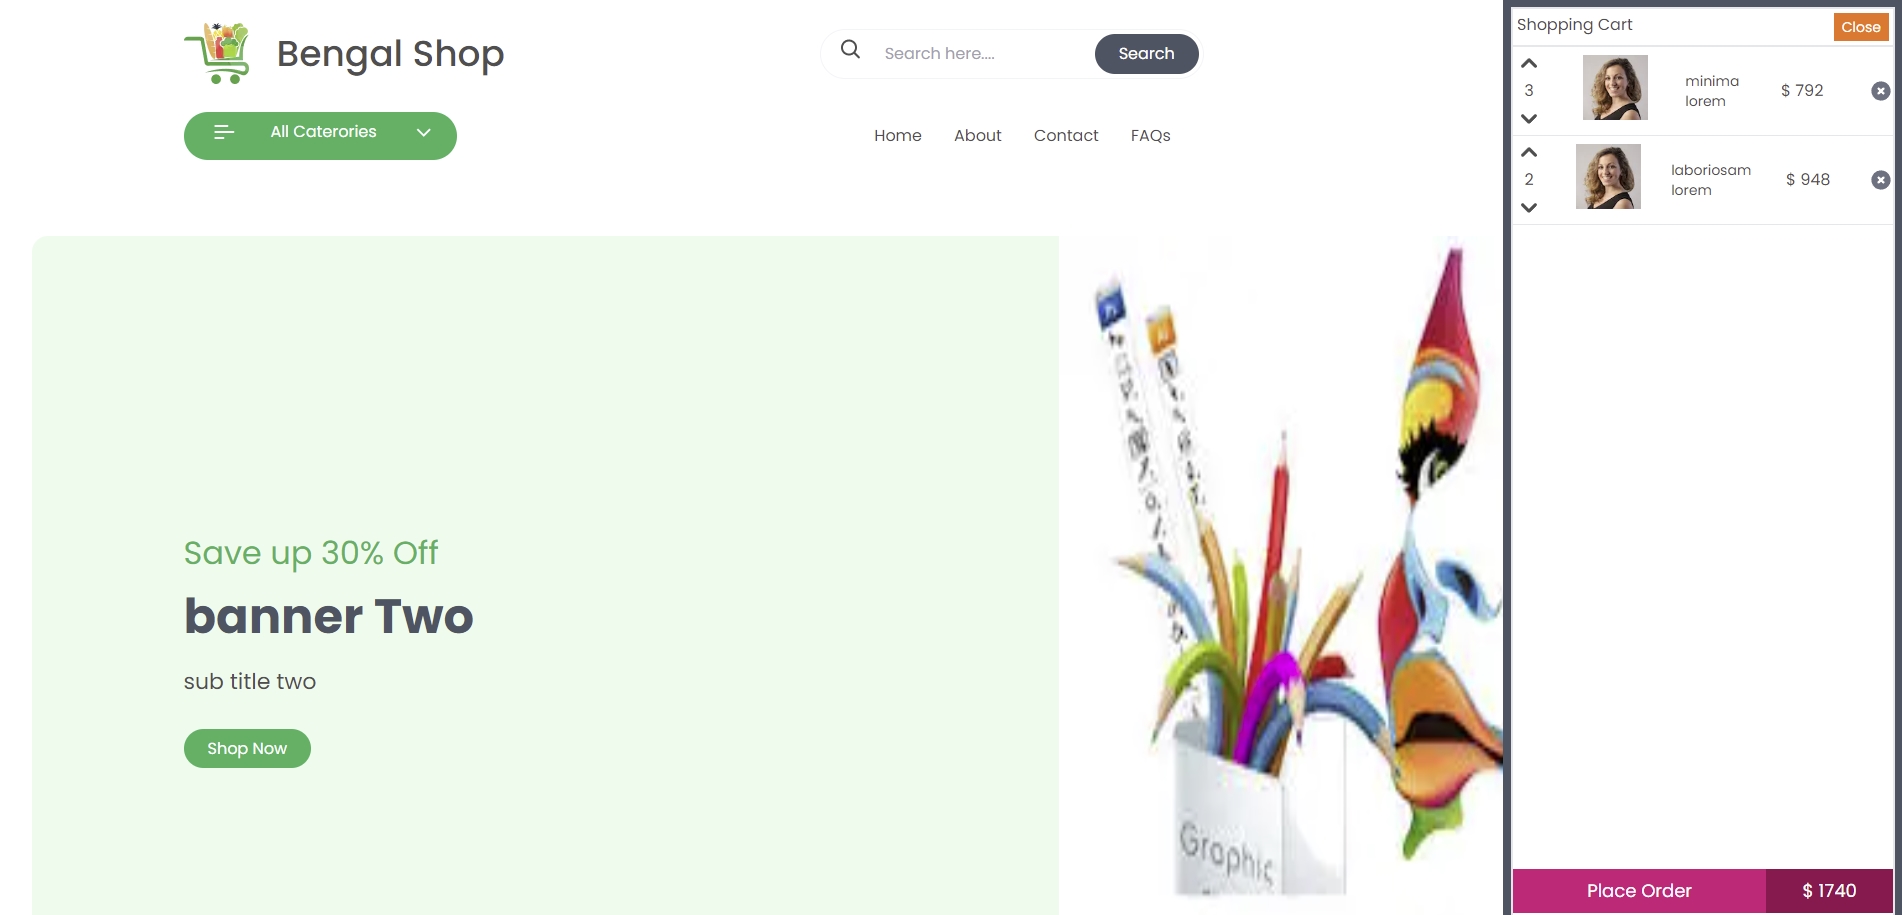 Bengal Shop
Search here....
Search
All Caterories
Home About Contact FAQs
Save up 30% Off
banner Two
sub title two
Shop Now
Graphic
Shopping Cart
Close
3
minima
lorem
$ 792
2
laboriosam
lorem
$ 948
Place Order
$ 1740